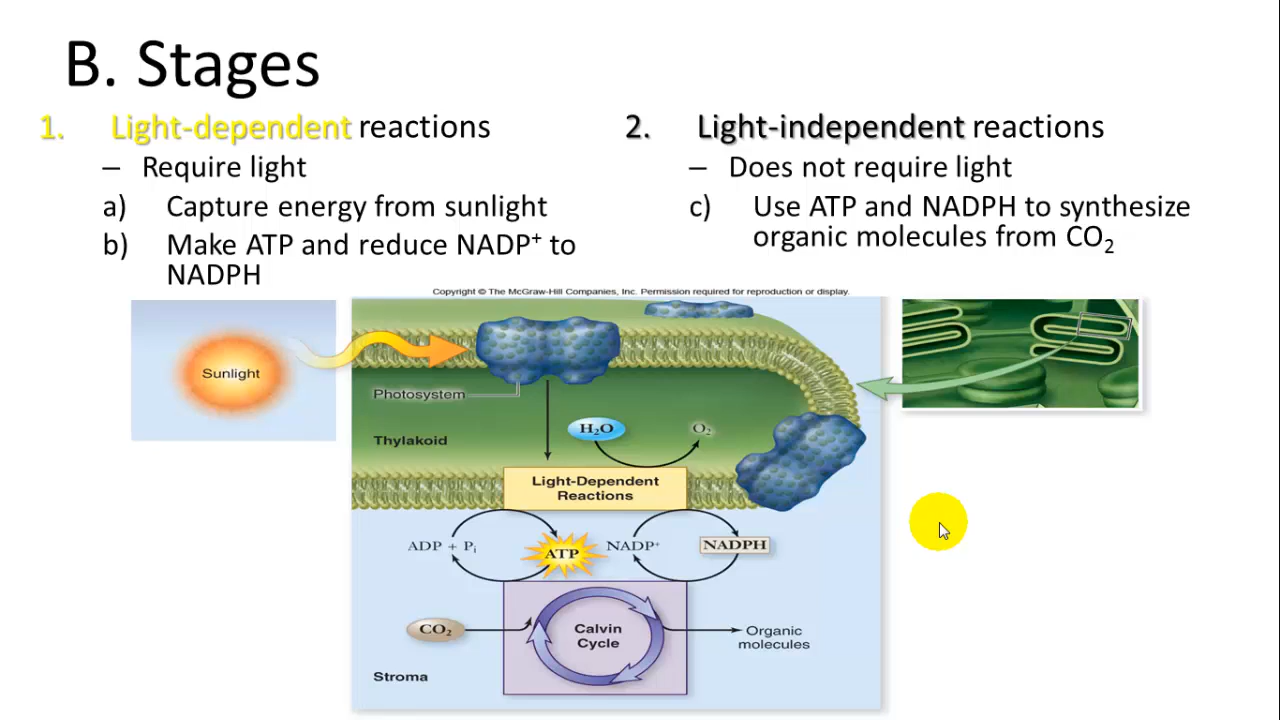 B. Stages
1. Light-dependent reactions
– Require light
a) Capture energy from sunlight
b) Make ATP and reduce NADP⁺ to
NADPH
2. Light-independent reactions
– Does not require light
c) Use ATP and NADPH to synthesize
organic molecules from CO₂
Copyright © The McGraw-Hill Companies, Inc. Permission required for reproduction or display.
Sunlight
Photosystem
Thylakoid
H₂O
O₂
Light-Dependent
Reactions
ADP + Pᵢ
ATP
NADP⁺
NADPH
CO₂
Calvin
Cycle
Organic
molecules
Stroma